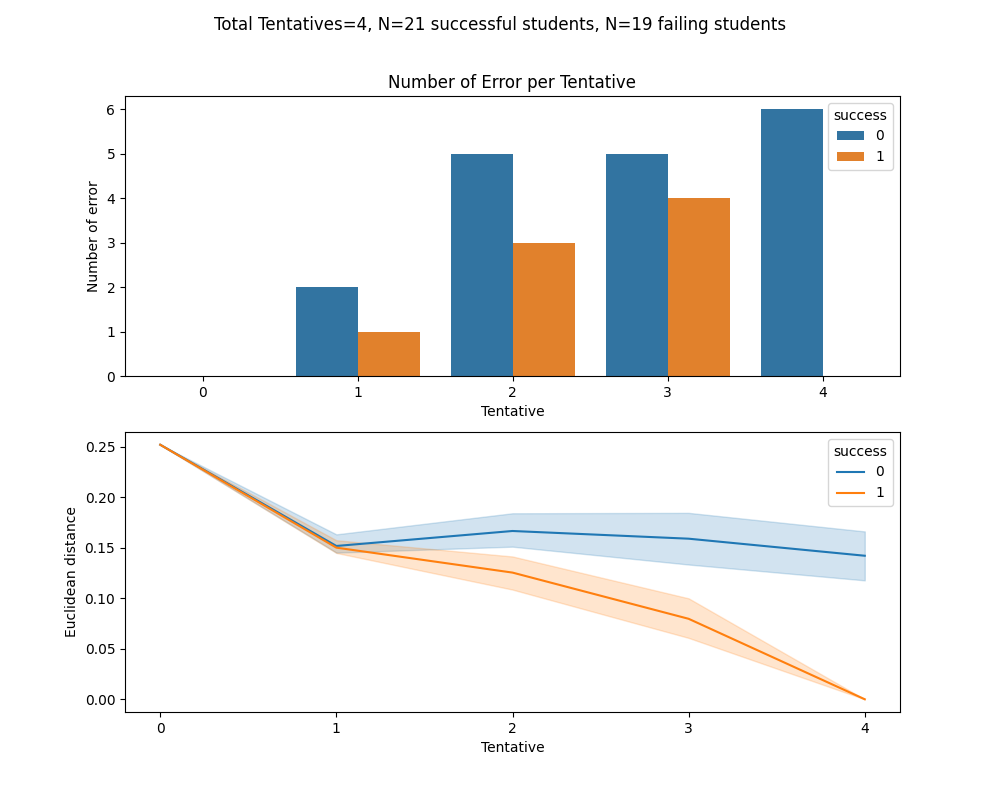 Total Tentatives=4, N=21 successful students, N=19 failing students
Number of Error per Tentative
6
5
4
3
2
1
0
Number of error
success
0
1
0 1 2 3 4
Tentative
0.25
0.20
0.15
0.10
0.05
0.00
Euclidean distance
success
0
1
0 1 2 3 4
Tentative